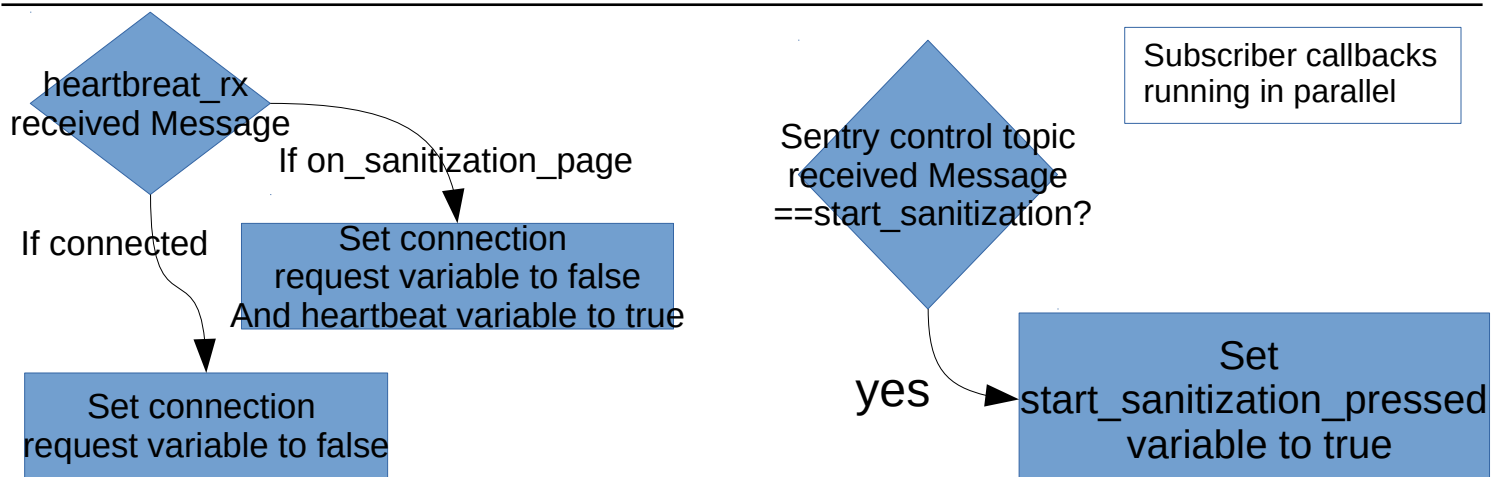 heartbreat_rx
received Message
If on_sanitization_page
If connected
Set connection
request variable to false
And heartbeat variable to true
Set connection
request variable to false
Sentry control topic
received Message
==start_sanitization?
yes
Set
start_sanitization_pressed
variable to true
Subscriber callbacks
running in parallel